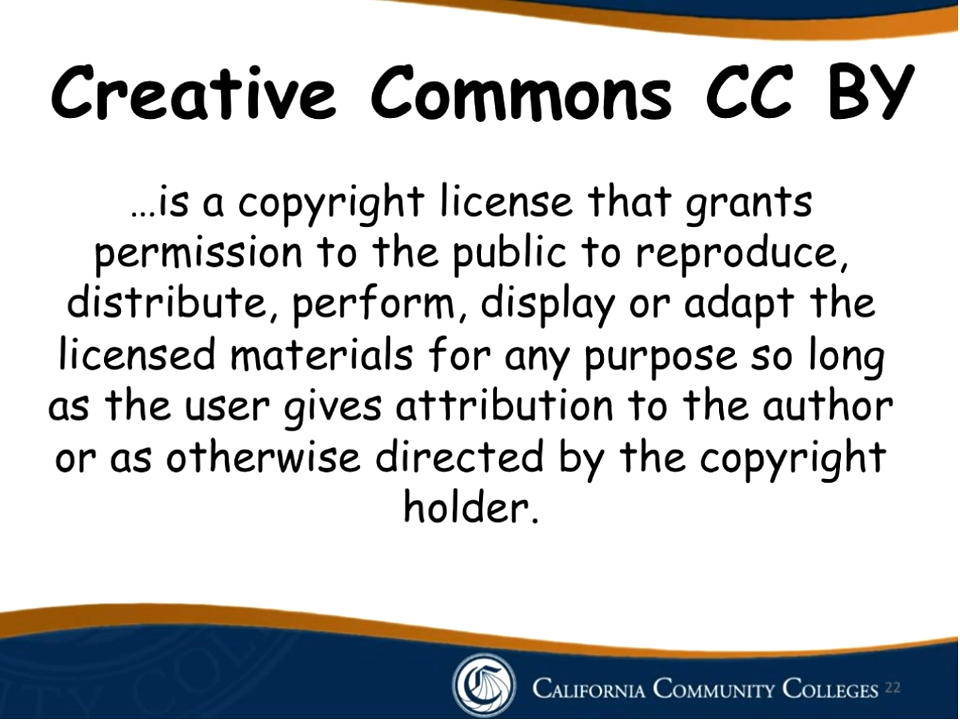 Creative Commons CC BY
…is a copyright license that grants
permission to the public to reproduce,
distribute, perform, display or adapt the
licensed materials for any purpose so long
as the user gives attribution to the author
or as otherwise directed by the copyright
holder.
CALIFORNIA COMMUNITY COLLEGES 22